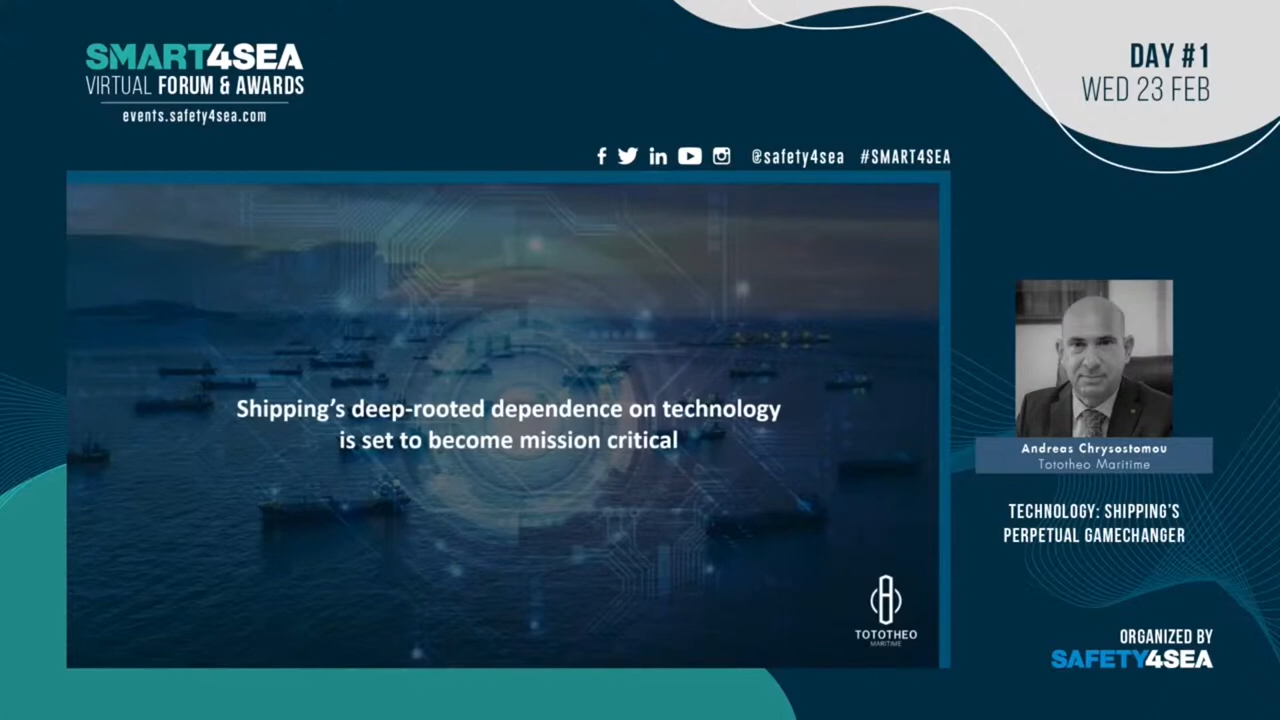 SMART4SEA
VIRTUAL FORUM & AWARDS
events.safety4sea.com
DAY #1
WED 23 FEB
@safety4sea #SMART4SEA
Shipping's deep-rooted dependence on technology
is set to become mission critical
TOTOTHEO
MARITIME
Andreas Chrysostomou
Tototheo Maritime
TECHNOLOGY: SHIPPING'S
PERPETUAL GAMECHANGER
ORGANIZED BY
SAFETY4SEA